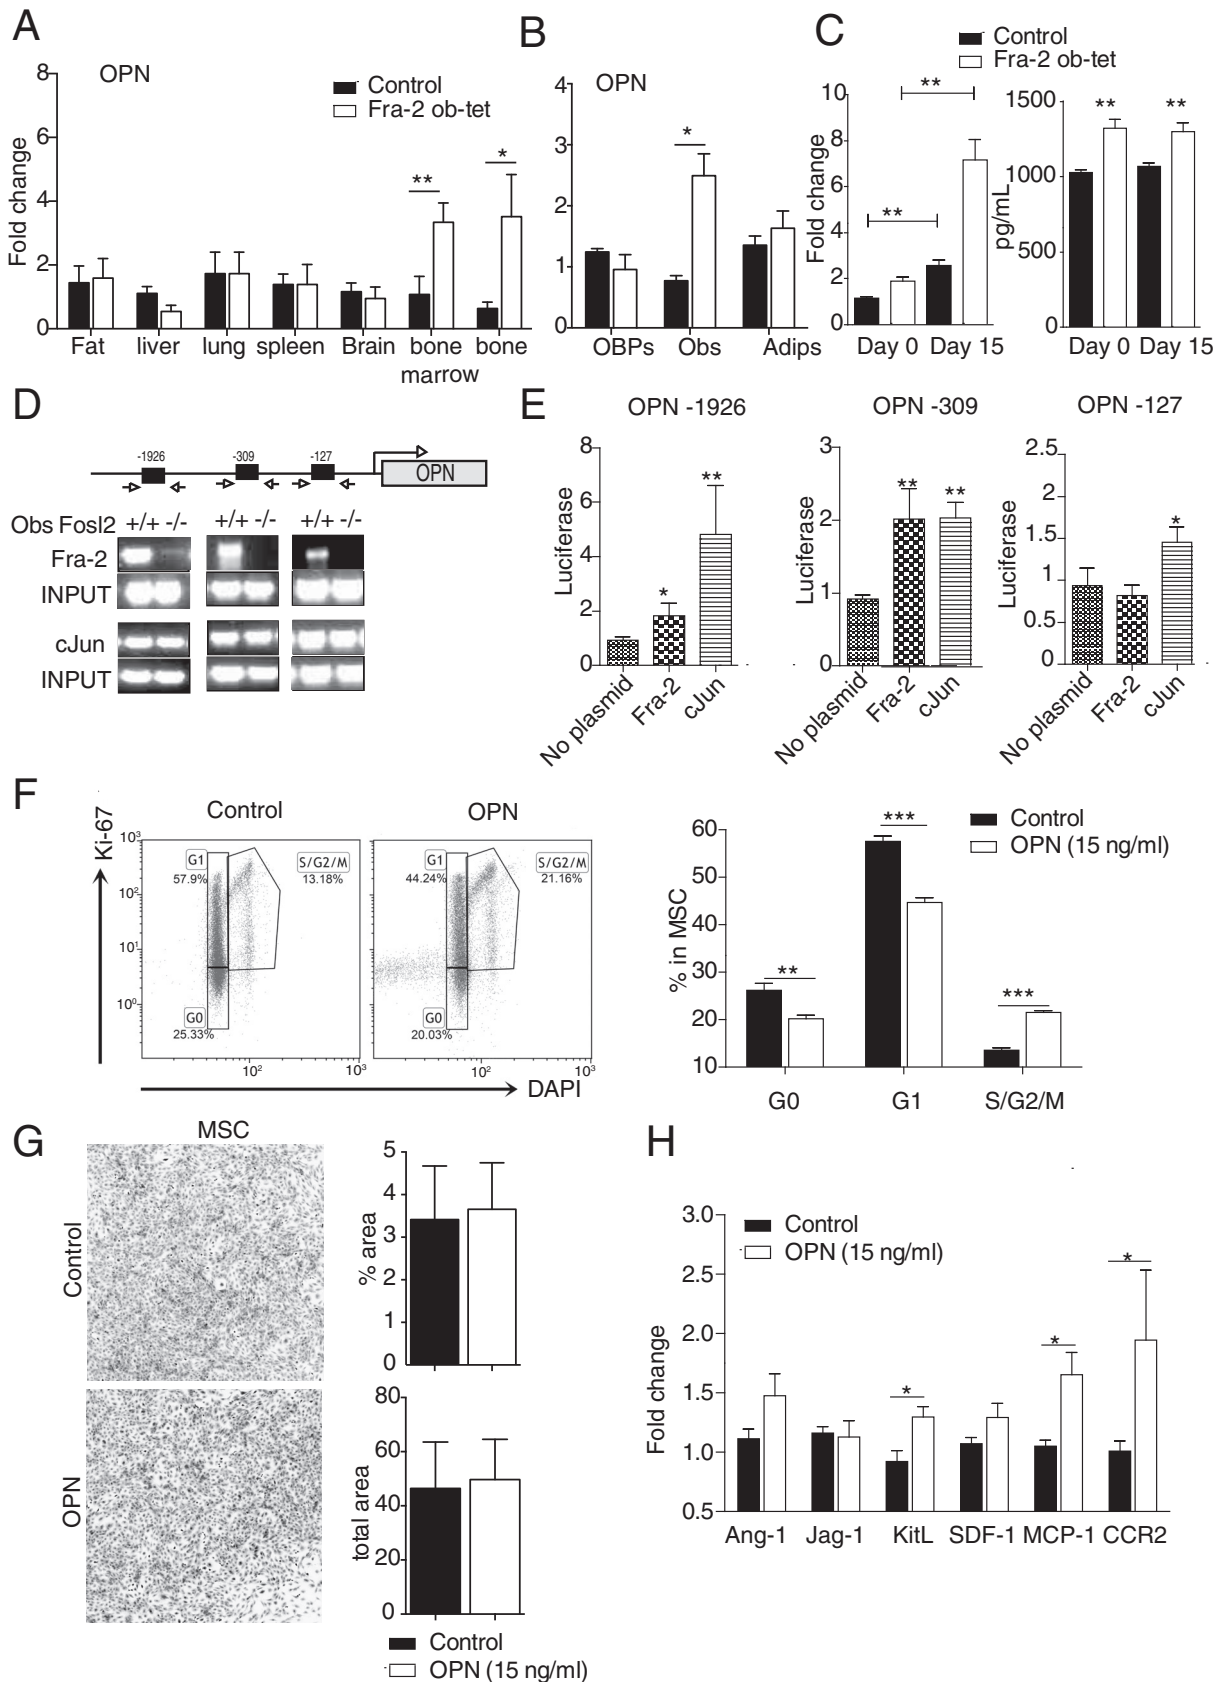 A
OPN
Control
Fra-2 ob-tet
Fold change
8
6
4
2
0
**
*
Fat liver lung spleen Brain bone marrow bone
B
OPN
4
3
2
1
0
*
OBPs Obs Adips
C
Control
Fra-2 ob-tet
Fold change
10
8
6
4
2
0
**
**
Day 0 Day 15
pg/mL
1500
1000
500
0
** **
Day 0 Day 15
D
-1926 -309 -127
OPN
Obs Fosl2 +/+ -/- +/+ -/- +/+ -/-
Fra-2
INPUT
cJun
INPUT
E
OPN -1926
Luciferase
8
6
4
2
0
*
**
No plasmid
Fra-2
cJun
OPN -309
Luciferase
3
2
1
0
** **
No plasmid
Fra-2
cJun
OPN -127
Luciferase
2.5
2
1.5
1
0.5
0
*
No plasmid
Fra-2
cJun
F
Ki-67
Control
10³
10²
10¹
10⁰
G1
57.9%
S/G2/M
13.18%
G0
25.33%
10² 10³
OPN
G1
44.24%
S/G2/M
21.16%
G0
20.03%
10² 10³
DAPI
Control
OPN (15 ng/ml)
% in MSC
60
50
40
30
20
10
**
***
***
G0 G1 S/G2/M
G
MSC
Control
OPN
% area
5
4
3
2
1
0
total area
80
60
40
20
0
Control
OPN (15 ng/ml)
H
Control
OPN (15 ng/ml)
Fold change
3.0
2.5
2.0
1.5
1.0
0.5
*
*
*
Ang-1 Jag-1 KitL SDF-1 MCP-1 CCR2